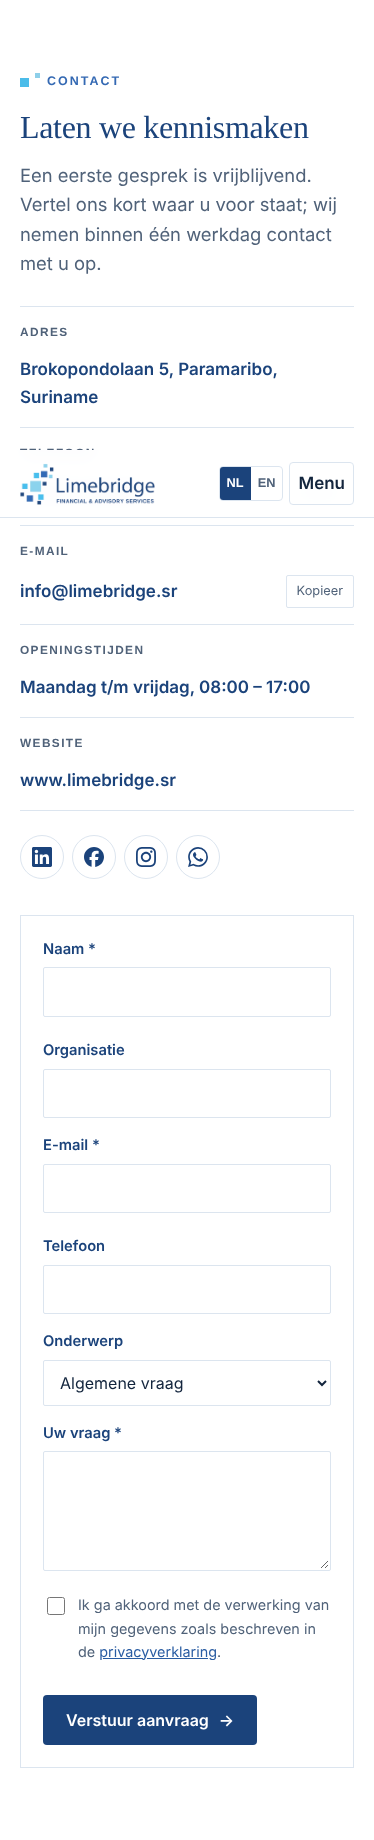 CONTACT
Laten we kennismaken
Een eerste gesprek is vrijblijvend.
Vertel ons kort waar u voor staat; wij
nemen binnen één werkdag contact
met u op.
ADRES
Brokopondolaan 5, Paramaribo,
Suriname
Limebridge
FINANCIAL & ADVISORY SERVICES
NL EN Menu
E-MAIL
info@limebridge.sr Kopieer
OPENINGSTIJDEN
Maandag t/m vrijdag, 08:00 – 17:00
WEBSITE
www.limebridge.sr
Naam *
Organisatie
E-mail *
Telefoon
Onderwerp
Algemene vraag
Uw vraag *
Ik ga akkoord met de verwerking van
mijn gegevens zoals beschreven in
de privacyverklaring.
Verstuur aanvraag →